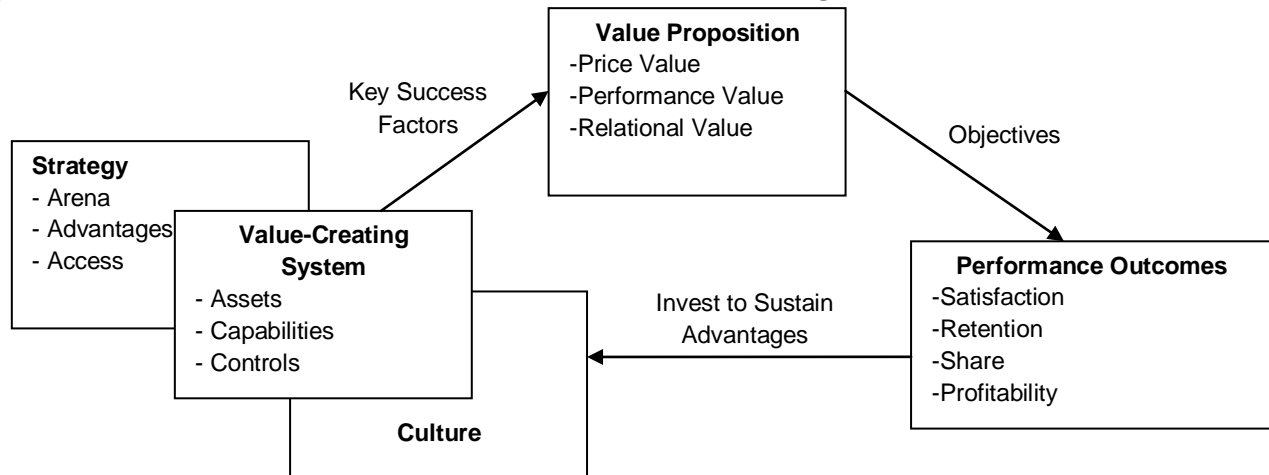 Value Proposition
-Price Value
-Performance Value
-Relational Value
Key Success
Factors
Objectives
Strategy
- Arena
- Advantages
- Access
Value-Creating
System
- Assets
- Capabilities
- Controls
Performance Outcomes
-Satisfaction
-Retention
-Share
-Profitability
Invest to Sustain
Advantages
Culture